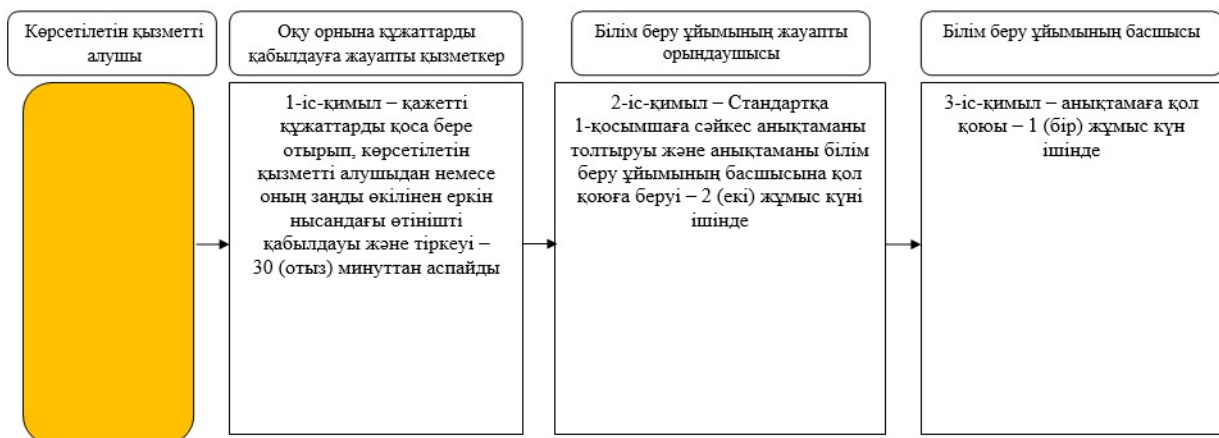 Көрсетілетін қызметті
алушы
Оқу орнына құжаттарды
қабылдауға жауапты қызметкер
Білім беру ұйымының жауапты
орындаушысы
Білім беру ұйымының басшысы
1-іс-қимыл – қажетті
құжаттарды қоса бере
отырып, көрсетілетін
қызметті алушыдан немесе
оның заңды өкілінен еркін
нысандағы өтінішті
қабылдауы және тіркеуі –
30 (отыз) минуттан аспайды
2-іс-қимыл – Стандартқа
1-қосымшаға сәйкес анықтаманы
толтыруы және анықтаманы білім
беру ұйымының басшысына қол
қоюға беруі – 2 (екі) жұмыс күні
ішінде
3-іс-қимыл – анықтамаға қол
қоюы – 1 (бір) жұмыс күн
ішінде